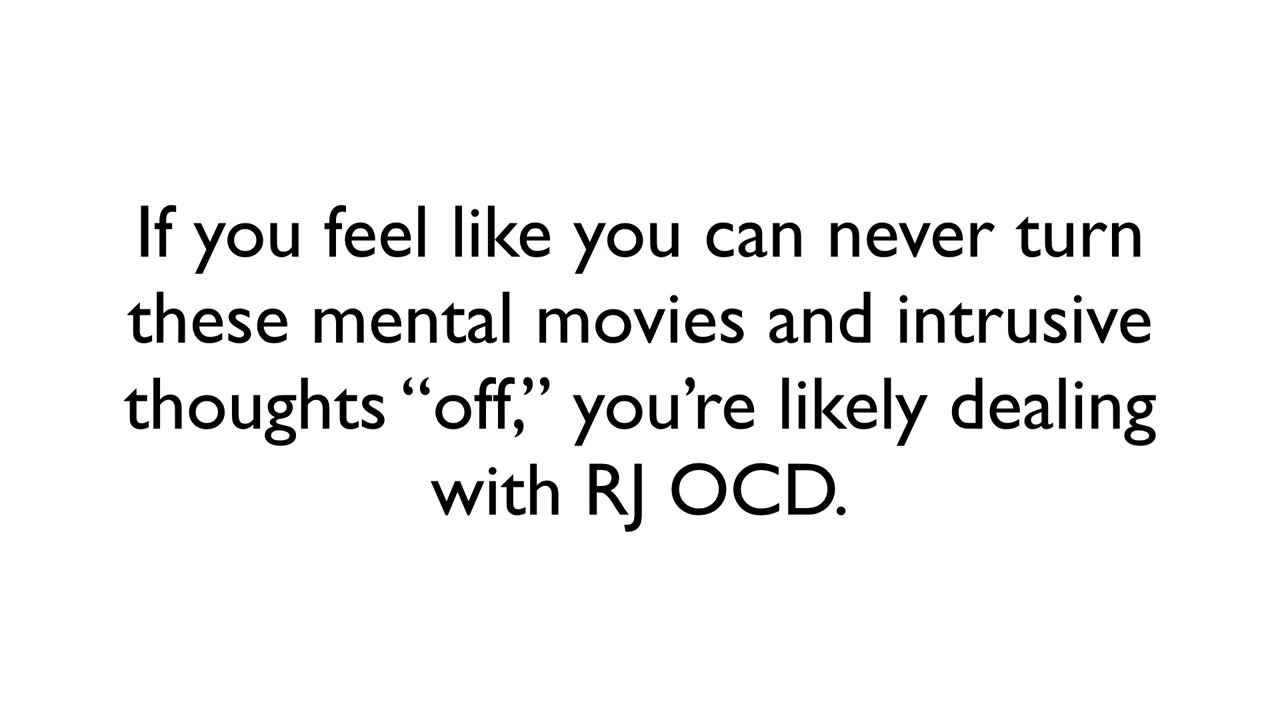 If you feel like you can never turn
these mental movies and intrusive
thoughts “off,” you’re likely dealing
with RJ OCD.